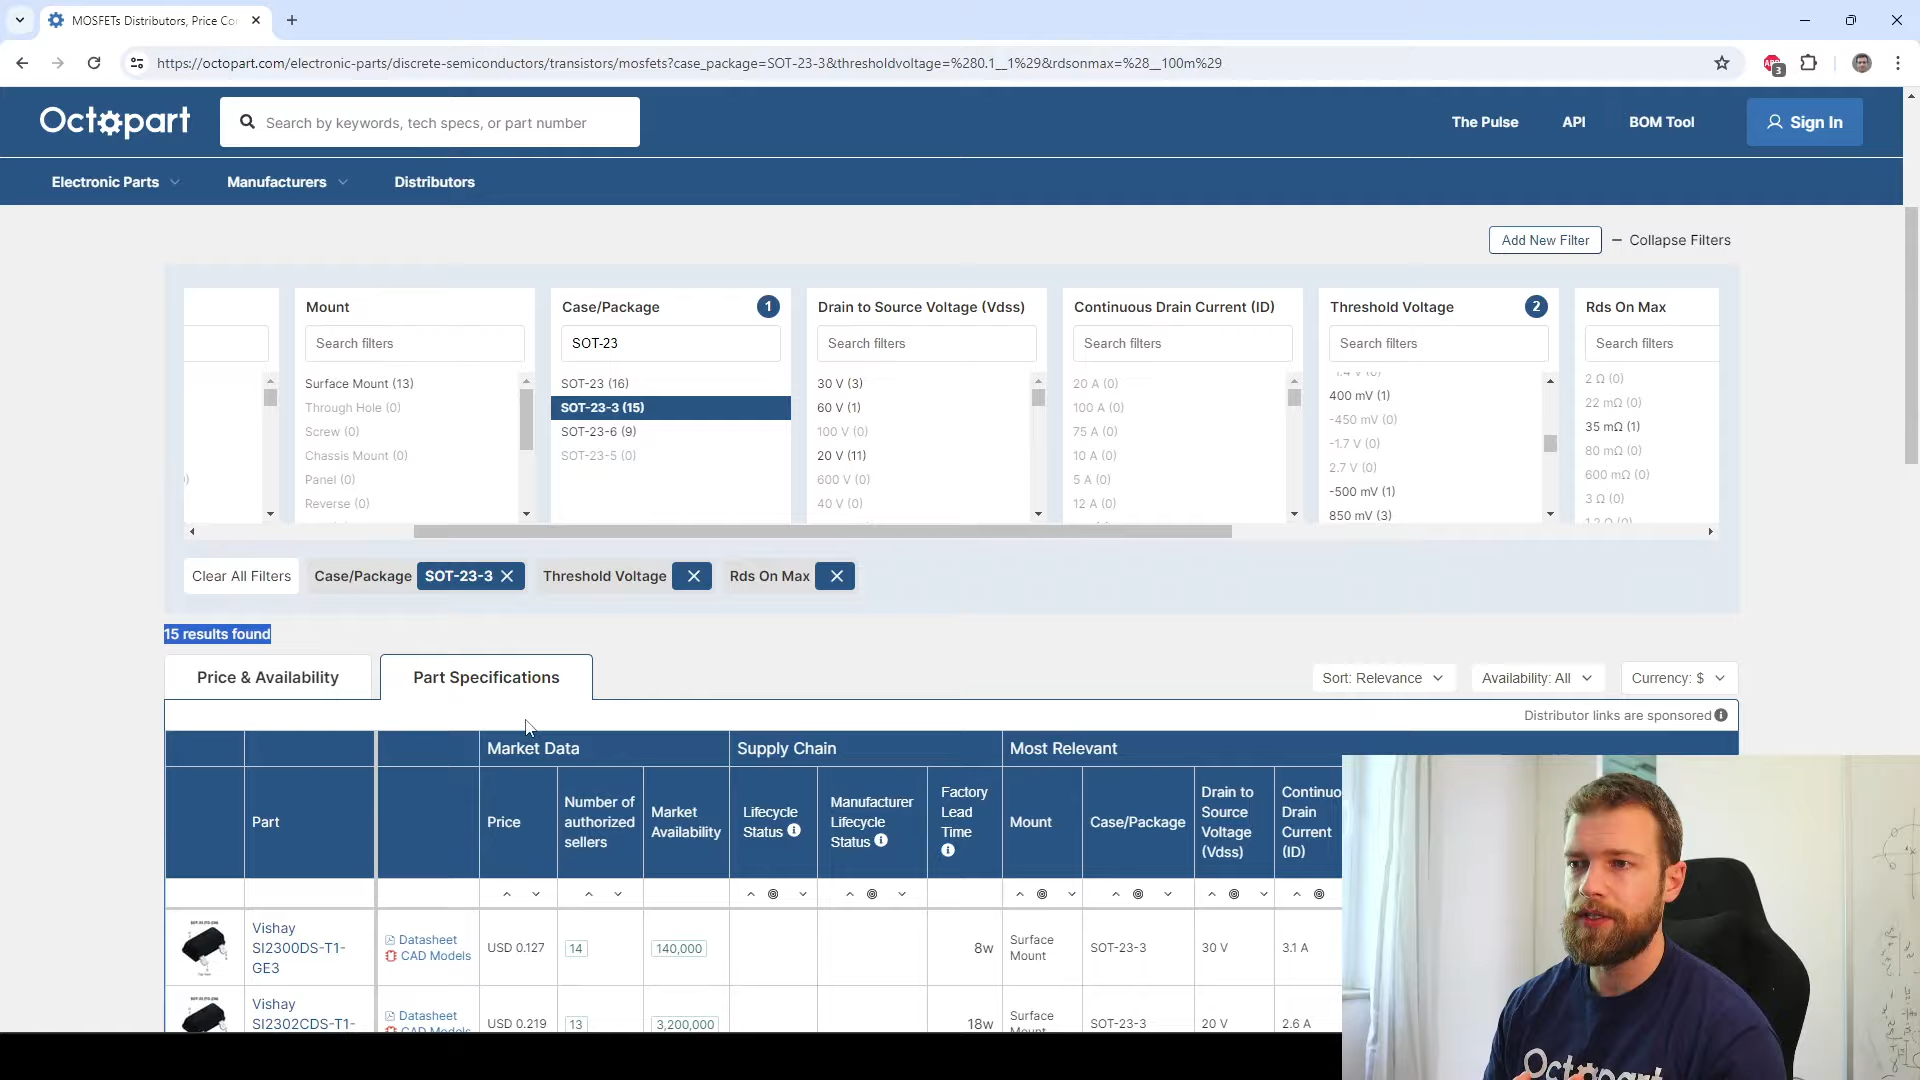 MOSFETs Distributors, Price Co
https://octopart.com/electronic-parts/discrete-semiconductors/transistors/mosfets?case_package=SOT-23-3&thresholdvoltage=%280.1__1%29&rdsonmax=%28__100m%29
3
Octopart
Search by keywords, tech specs, or part number
The Pulse
API
BOM Tool
Sign In
Electronic Parts
Manufacturers
Distributors
Add New Filter
Collapse Filters
Mount
Search filters
Surface Mount (13)
Through Hole (0)
Screw (0)
Chassis Mount (0)
Panel (0)
Reverse (0)
Case/Package
1
SOT-23
SOT-23 (16)
SOT-23-3 (15)
SOT-23-6 (9)
SOT-23-5 (0)
Drain to Source Voltage (Vdss)
Search filters
30 V (3)
60 V (1)
100 V (0)
20 V (11)
600 V (0)
40 V (0)
Continuous Drain Current (ID)
Search filters
20 A (0)
100 A (0)
75 A (0)
10 A (0)
5 A (0)
12 A (0)
Threshold Voltage
2
Search filters
-1.4 V (0)
400 mV (1)
-450 mV (0)
-1.7 V (0)
2.7 V (0)
-500 mV (1)
850 mV (3)
Rds On Max
Search filters
2 Ω (0)
22 mΩ (0)
35 mΩ (1)
80 mΩ (0)
600 mΩ (0)
3 Ω (0)
1.2 Ω (0)
Clear All Filters
Case/Package
SOT-23-3
Threshold Voltage
Rds On Max
15 results found
Price & Availability
Part Specifications
Sort: Relevance
Availability: All
Currency: $
Distributor links are sponsored
Market Data
Supply Chain
Most Relevant
Part
Price
Number of
authorized
sellers
Market
Availability
Lifecycle
Status
Manufacturer
Lifecycle
Status
Factory
Lead
Time
Mount
Case/Package
Drain to
Source
Voltage
(Vdss)
Continuo
Drain
Current
(ID)
Vishay
SI2300DS-T1-
GE3
Datasheet
CAD Models
USD 0.127
14
140,000
8w
Surface
Mount
SOT-23-3
30 V
3.1 A
Vishay
SI2302CDS-T1-
Datasheet
CAD Models
USD 0.219
13
3,200,000
18w
Surface
Mount
SOT-23-3
20 V
2.6 A
Octopart